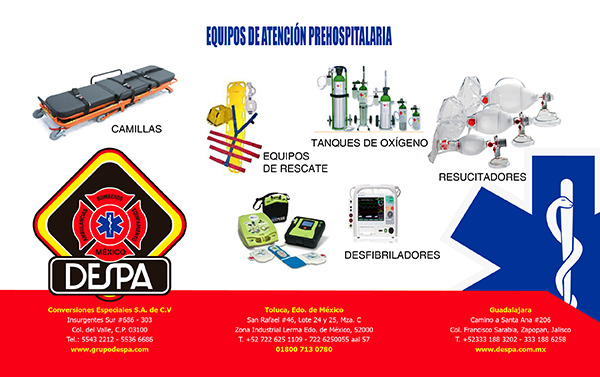 EQUIPOS DE ATENCIÓN PREHOSPITALARIA
CAMILLAS
EQUIPOS
DE RESCATE
TANQUES DE OXÍGENO
RESUCITADORES
DESFIBRILADORES
BOMBEROS
MÉXICO
DESPA
Conversiones Especiales S.A. de C.V
Insurgentes Sur #686 - 303
Col. del Valle, C.P. 03100
Tel.: 5543 2212 - 5536 6686
www.grupodespa.com
Toluca, Edo. de México
San Rafael #46, Lote 24 y 25, Mza. C
Zona Industrial Lerma Edo. de México, 52000
T. +52 722 625 1109 - 722 6250055 aal 57
01800 713 0780
Guadalajara
Camino a Santa Ana #206
Col. Francisco Sarabia, Zapopan, Jalisco
T. +52333 188 3202 - 333 188 6258
www.despa.com.mx